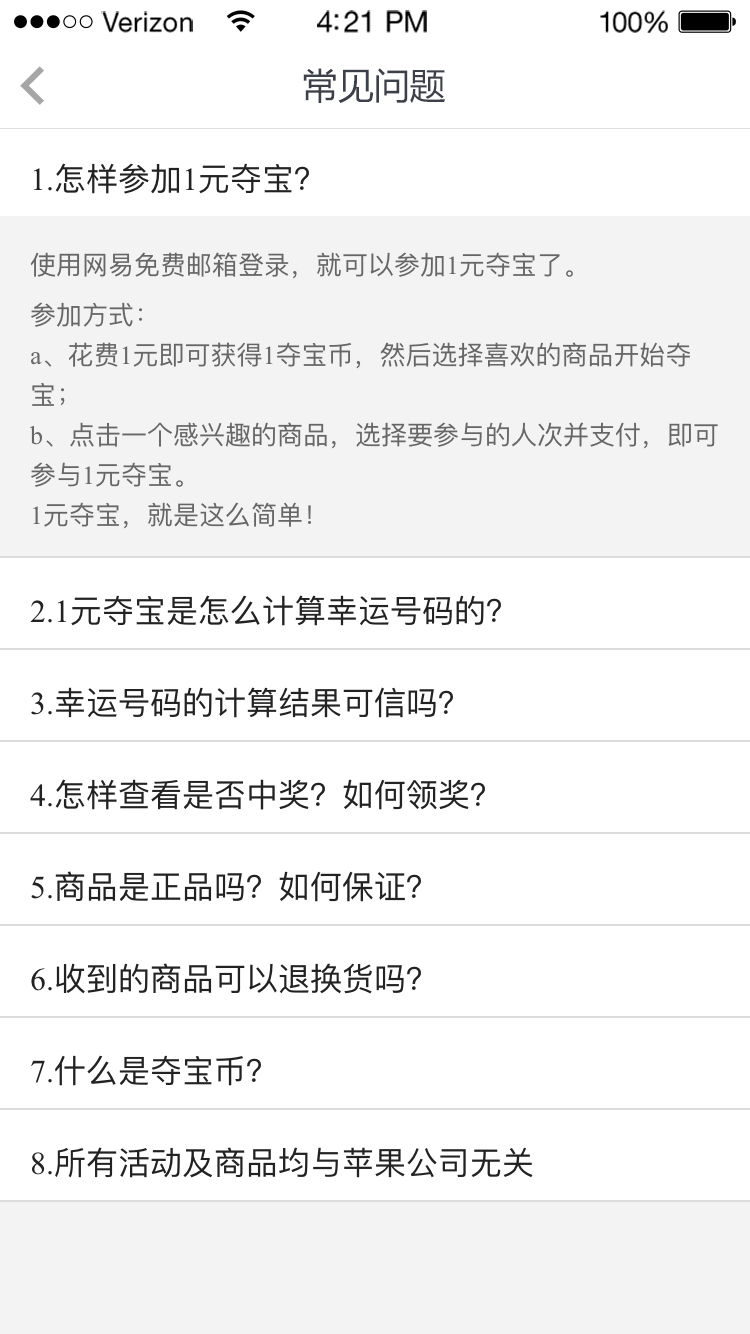 Verizon 4:21 PM 100%
常见问题
1.怎样参加1元夺宝?
使用网易免费邮箱登录，就可以参加1元夺宝了。
参加方式：
a、花费1元即可获得1夺宝币，然后选择喜欢的商品开始夺
宝；
b、点击一个感兴趣的商品，选择要参与的人次并支付，即可
参与1元夺宝。
1元夺宝，就是这么简单！
2.1元夺宝是怎么计算幸运号码的?
3.幸运号码的计算结果可信吗?
4.怎样查看是否中奖？如何领奖?
5.商品是正品吗？如何保证?
6.收到的商品可以退换货吗?
7.什么是夺宝币?
8.所有活动及商品均与苹果公司无关